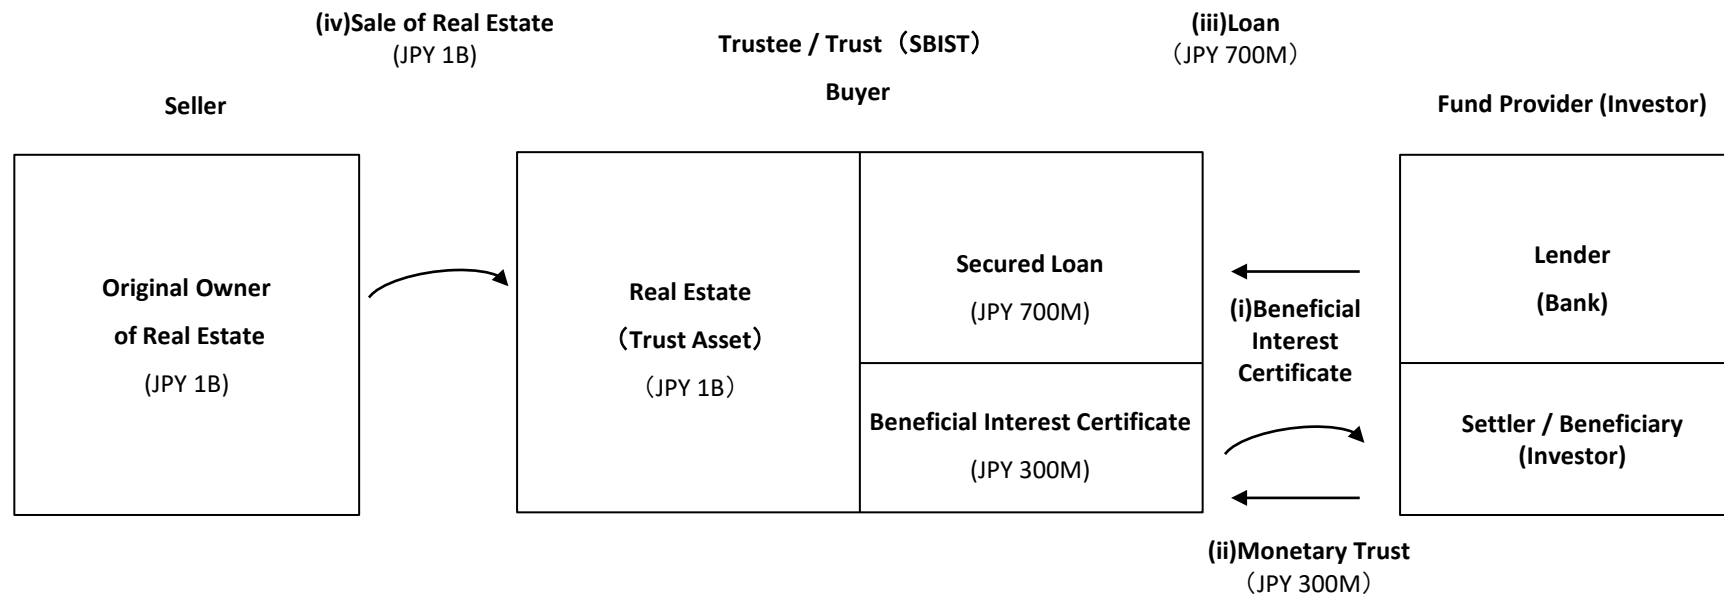 (iv)Sale of Real Estate
(JPY 1B)
Trustee / Trust（SBIST）
Buyer
(iii)Loan
（JPY 700M）
Seller
Fund Provider (Investor)
Original Owner
of Real Estate
(JPY 1B)
Real Estate
（Trust Asset）
（JPY 1B）
Secured Loan
(JPY 700M)
Beneficial Interest Certificate
(JPY 300M)
(i)Beneficial
Interest
Certificate
Lender
(Bank)
Settler / Beneficiary
(Investor)
(ii)Monetary Trust
（JPY 300M）